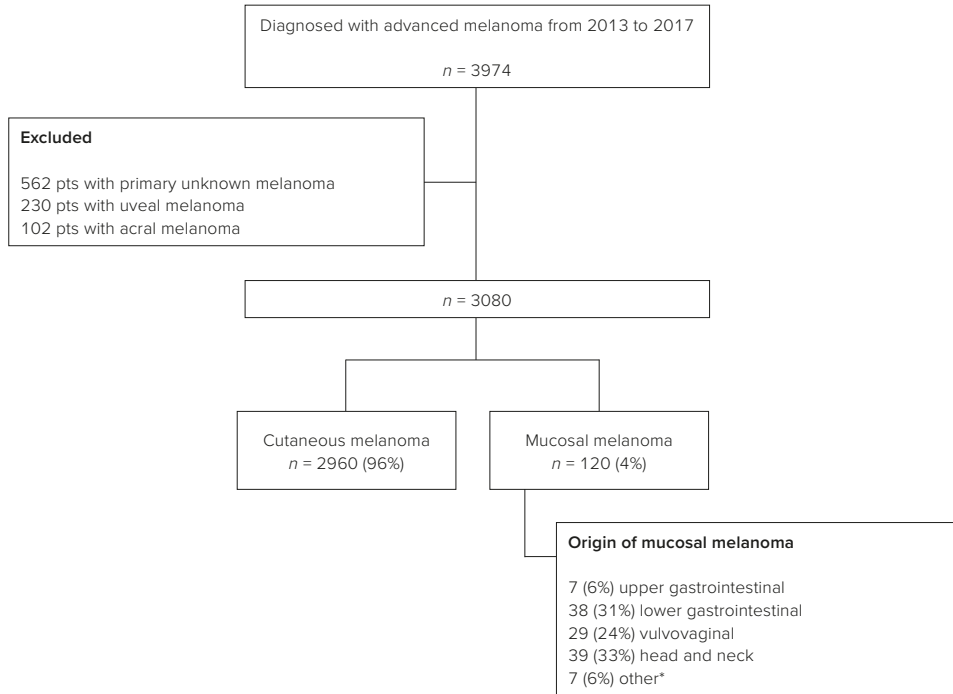 Diagnosed with advanced melanoma from 2013 to 2017
n = 3974
Excluded
562 pts with primary unknown melanoma
230 pts with uveal melanoma
102 pts with acral melanoma
n = 3080
Cutaneous melanoma
n = 2960 (96%)
Mucosal melanoma
n = 120 (4%)
Origin of mucosal melanoma
7 (6%) upper gastrointestinal
38 (31%) lower gastrointestinal
29 (24%) vulvovaginal
39 (33%) head and neck
7 (6%) other*